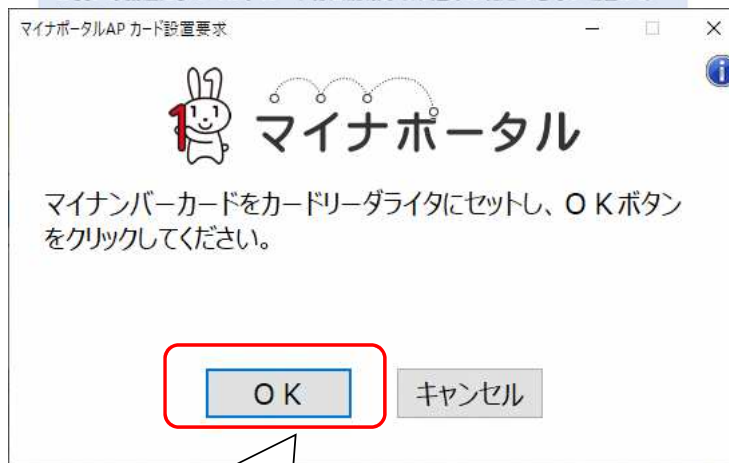 マイナポータルAP カード設置要求
マイナポータル
マイナンバーカードをカードリーダライタにセットし、OKボタン
をクリックしてください。
OK
キャンセル